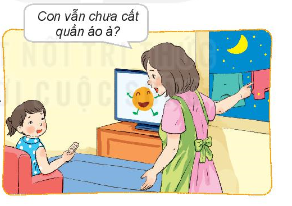 Con vẫn chưa cất
quần áo à?